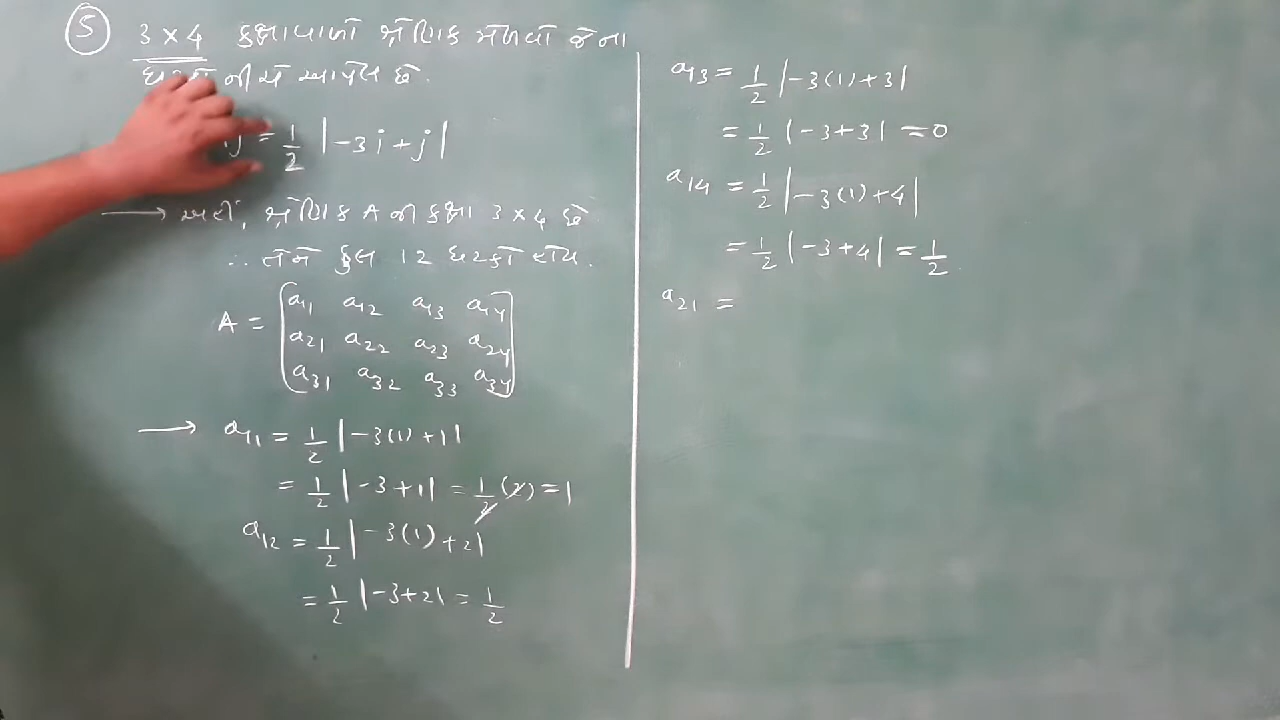 5 3 × 4 કક્ષાવાળો શ્રેણિક મેળવો જેના
ઘટકો નીચે આપેલ છે.
ij = 1/2 |-3i + j|
→ અહીં, શ્રેણિક A ની કક્ષા 3 × 4 છે
∴ તેને કુલ 12 ઘટકો હોય.
A = [a11 a12 a13 a14
a21 a22 a23 a24
a31 a32 a33 a34]
→ a11 = 1/2 |-3(1) + 1|
= 1/2 |-3 + 1| = 1/2 (2) = 1
a12 = 1/2 |-3(1) + 2|
= 1/2 |-3+2| = 1/2
a13 = 1/2 |-3(1) + 3|
= 1/2 |-3+3| = 0
a14 = 1/2 |-3(1) + 4|
= 1/2 |-3+4| = 1/2
a21 =